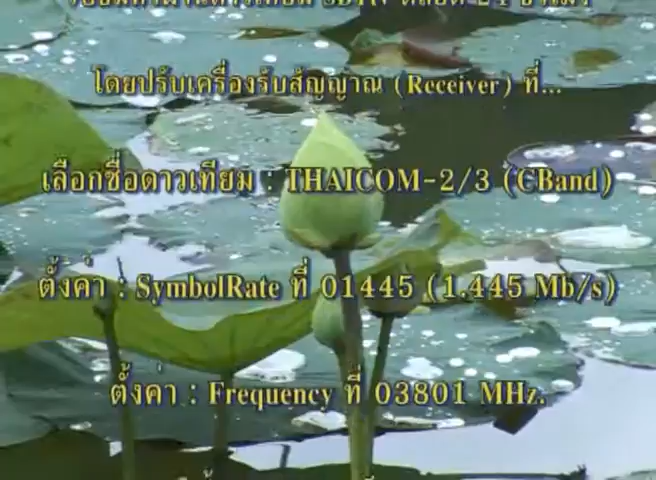 โดยปรับเครื่องรับสัญญาณ (Receiver) ที่...
เลือกชื่อดาวเทียม : THAICOM-2/3 (CBand)
ตั้งค่า : SymbolRate ที่ 01445 (1.445 Mb/s)
ตั้งค่า : Frequency ที่ 03801 MHz.